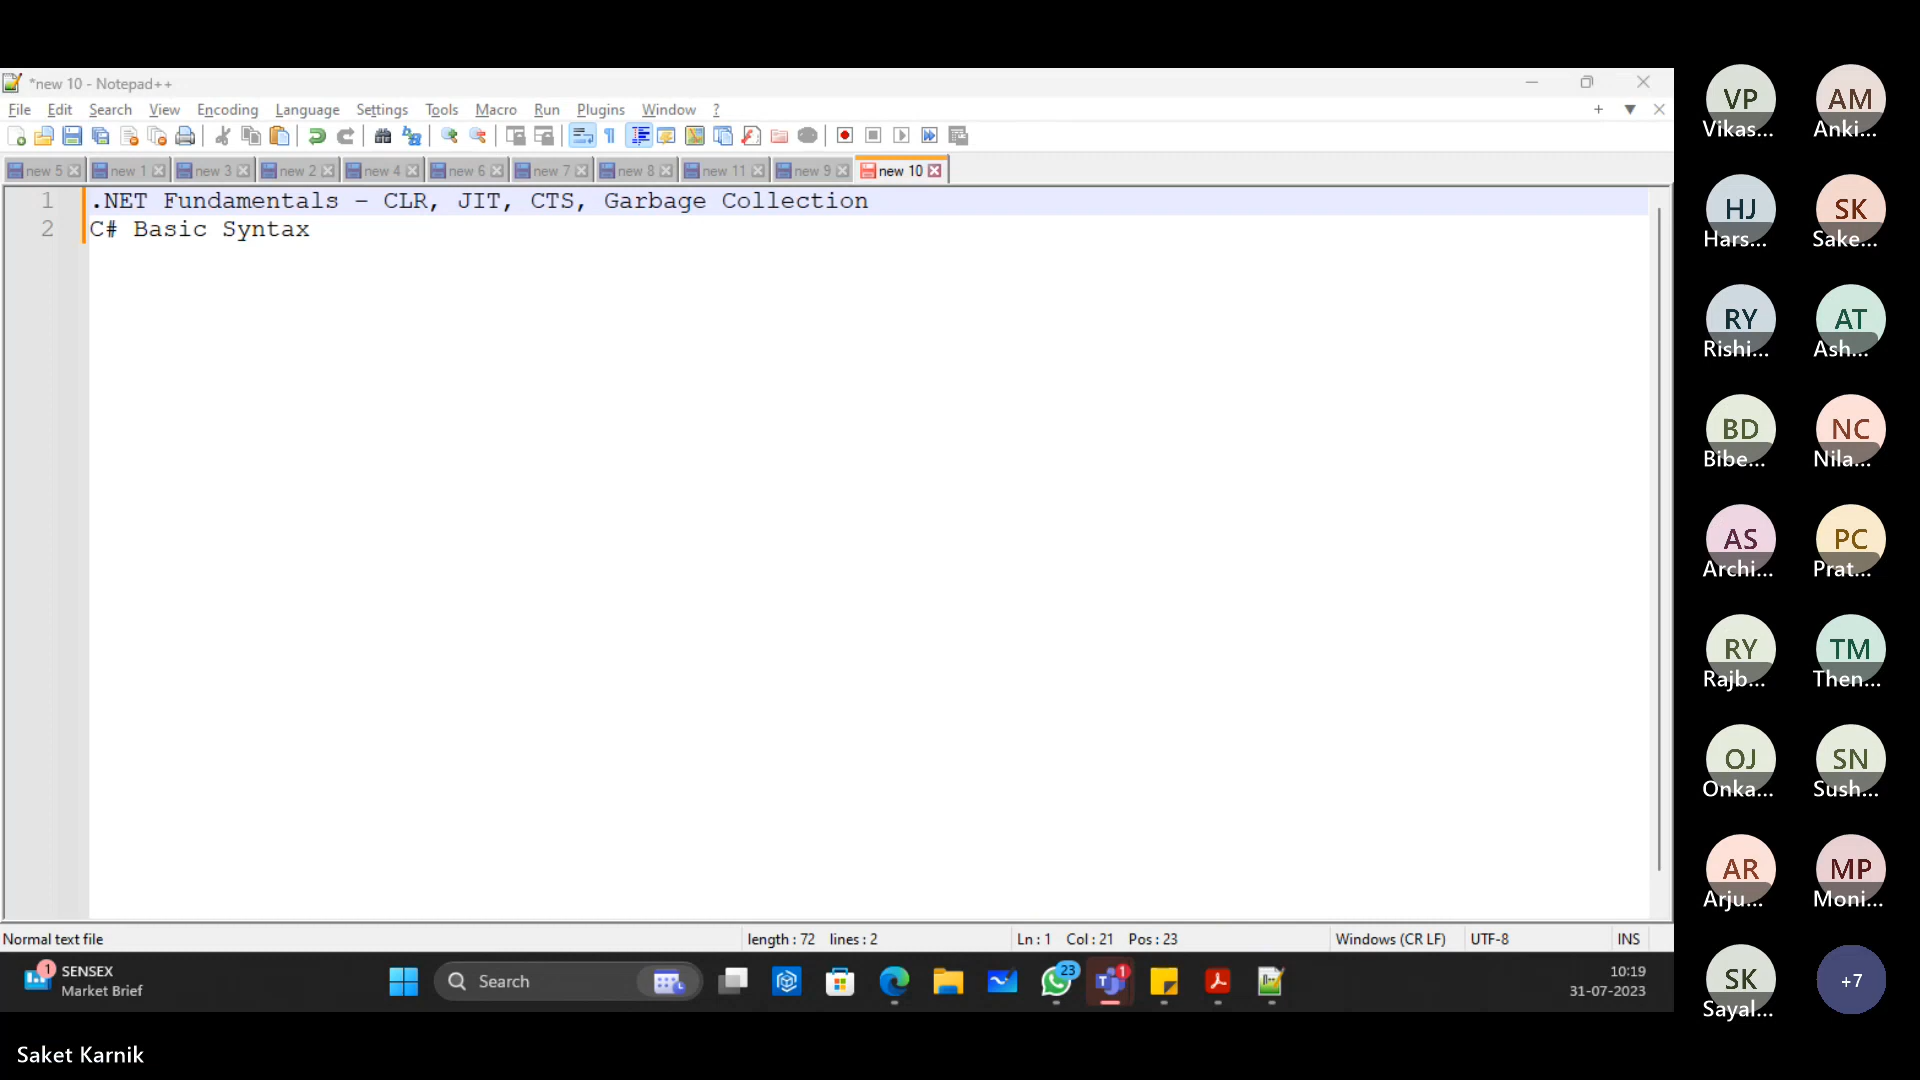 *new 10 - Notepad++
File Edit Search View Encoding Language Settings Tools Macro Run Plugins Window ?
new 5 new 1 new 3 new 2 new 4 new 6 new 7 new 8 new 11 new 9 new 10
1 .NET Fundamentals - CLR, JIT, CTS, Garbage Collection
2 C# Basic Syntax
Normal text file length : 72 lines : 2 Ln : 1 Col : 21 Pos : 23 Windows (CR LF) UTF-8 INS
1 SENSEX
Market Brief
Search
23
1
10:19
31-07-2023
VP AM
Vikas... Anki...
HJ SK
Hars... Sake...
RY AT
Rishi... Ash...
BD NC
Bibe... Nila...
AS PC
Archi... Prat...
RY TM
Rajb... Then...
OJ SN
Onka... Sush...
AR MP
Arju... Moni...
SK +7
Sayal...
Saket Karnik